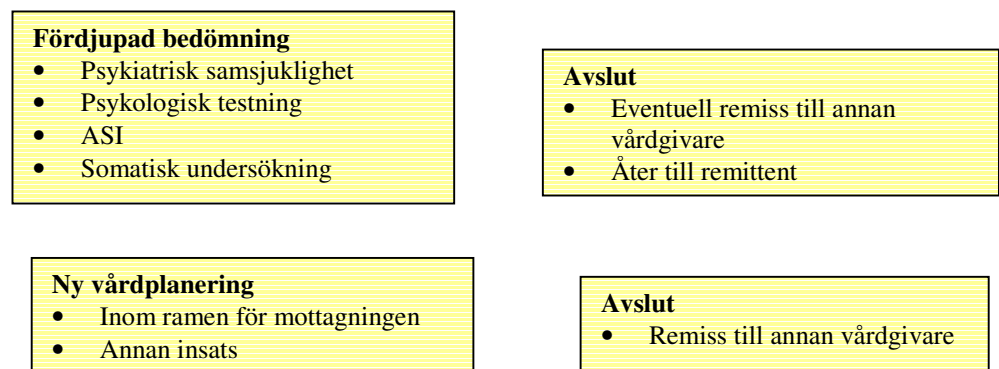 Fördjupad bedömning
• Psykiatrisk samsjuklighet
• Psykologisk testning
• ASI
• Somatisk undersökning
Avslut
• Eventuell remiss till annan
vårdgivare
• Åter till remittent
Ny vårdplanering
• Inom ramen för mottagningen
• Annan insats
Avslut
• Remiss till annan vårdgivare